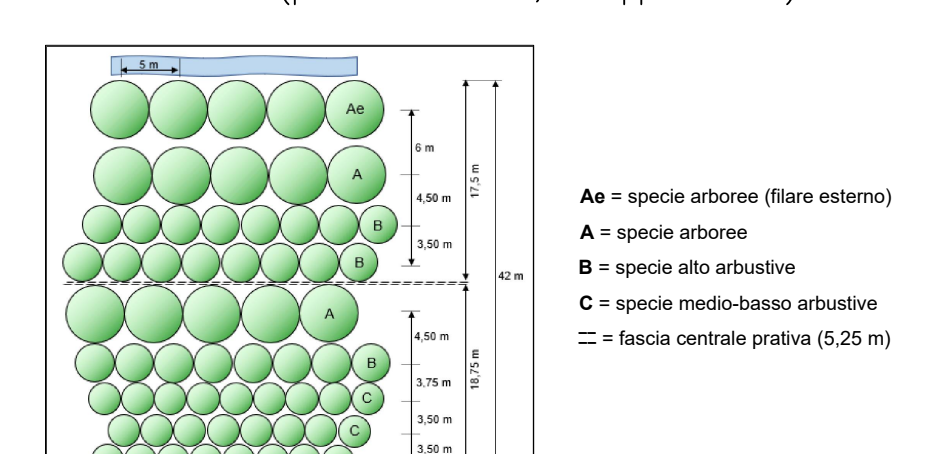 5 m
Ae
6 m
A
4,50 m
17,5 m
B
3,50 m
B
42 m
A
4,50 m
B
3,75 m
18,75 m
C
3,50 m
C
3,50 m
Ae = specie arboree (filare esterno)
A = specie arboree
B = specie alto arbustive
C = specie medio-basso arbustive
= fascia centrale prativa (5,25 m)